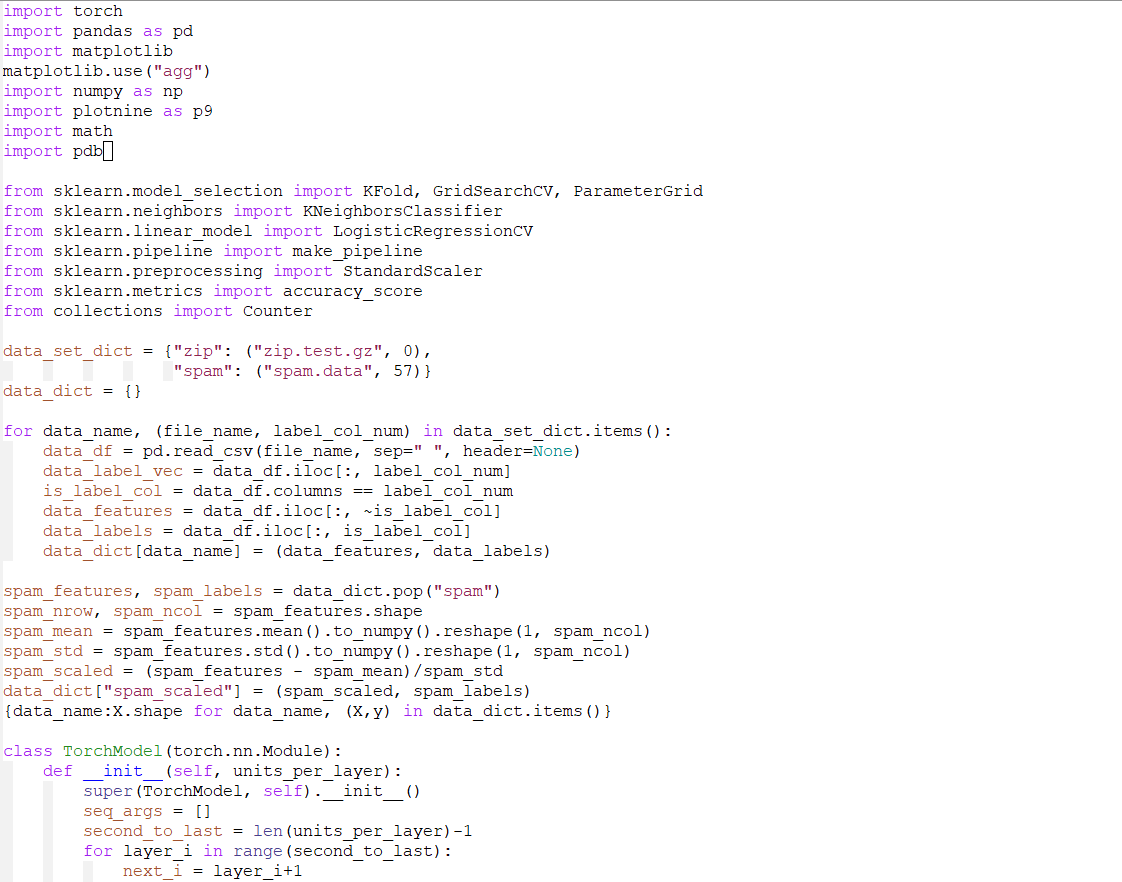 import torch
import pandas as pd
import matplotlib
matplotlib.use("agg")
import numpy as np
import plotnine as p9
import math
import pdb

from sklearn.model_selection import KFold, GridSearchCV, ParameterGrid
from sklearn.neighbors import KNeighborsClassifier
from sklearn.linear_model import LogisticRegressionCV
from sklearn.pipeline import make_pipeline
from sklearn.preprocessing import StandardScaler
from sklearn.metrics import accuracy_score
from collections import Counter

data_set_dict = {"zip": ("zip.test.gz", 0),
                 "spam": ("spam.data", 57)}
data_dict = {}

for data_name, (file_name, label_col_num) in data_set_dict.items():
    data_df = pd.read_csv(file_name, sep=" ", header=None)
    data_label_vec = data_df.iloc[:, label_col_num]
    is_label_col = data_df.columns == label_col_num
    data_features = data_df.iloc[:, ~is_label_col]
    data_labels = data_df.iloc[:, is_label_col]
    data_dict[data_name] = (data_features, data_labels)

spam_features, spam_labels = data_dict.pop("spam")
spam_nrow, spam_ncol = spam_features.shape
spam_mean = spam_features.mean().to_numpy().reshape(1, spam_ncol)
spam_std = spam_features.std().to_numpy().reshape(1, spam_ncol)
spam_scaled = (spam_features - spam_mean)/spam_std
data_dict["spam_scaled"] = (spam_scaled, spam_labels)
{data_name:X.shape for data_name, (X,y) in data_dict.items()}

class TorchModel(torch.nn.Module):
    def __init__(self, units_per_layer):
        super(TorchModel, self).__init__()
        seq_args = []
        second_to_last = len(units_per_layer)-1
        for layer_i in range(second_to_last):
            next_i = layer_i+1